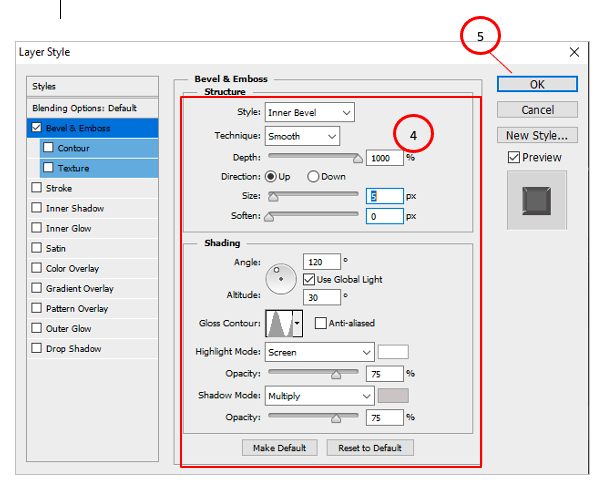 5
Layer Style
Styles
Blending Options: Default
Bevel & Emboss
Contour
Texture
Stroke
Inner Shadow
Inner Glow
Satin
Color Overlay
Gradient Overlay
Pattern Overlay
Outer Glow
Drop Shadow
Bevel & Emboss
Structure
Style: Inner Bevel
4
Technique: Smooth
Depth: 1000 %
Direction: Up Down
Size: 5 px
Soften: 0 px
Shading
Angle: 120 °
Use Global Light
Altitude: 30 °
Gloss Contour: Anti-aliased
Highlight Mode: Screen
Opacity: 75 %
Shadow Mode: Multiply
Opacity: 75 %
Make Default Reset to Default
OK
Cancel
New Style...
Preview